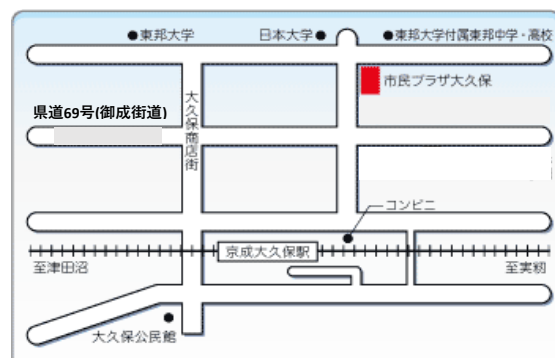 ●東邦大学
日本大学●
●東邦大学付属東邦中学・高校
市民プラザ大久保
県道69号(御成街道)
大久保商店街
コンビニ
京成大久保駅
至津田沼
至実籾
大久保公民館